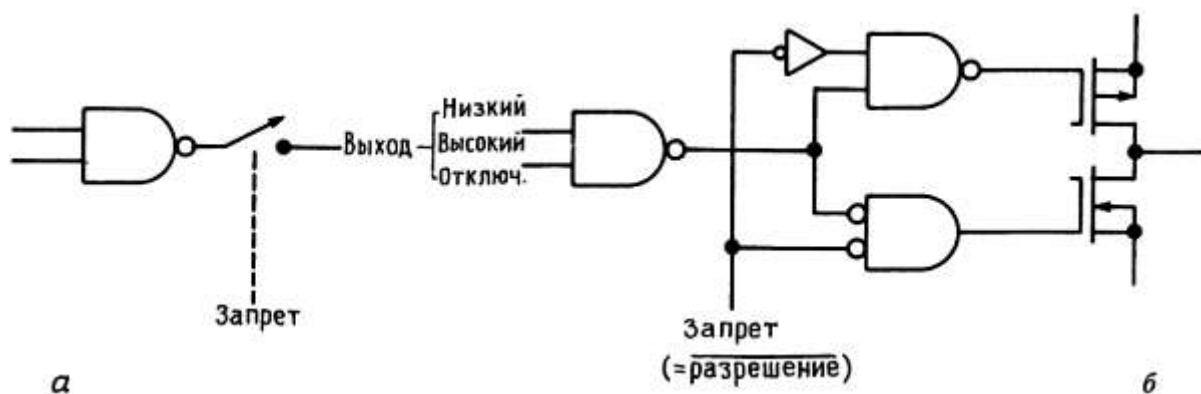 Низкий
Выход
Высокий
Отключ.
Запрет
Запрет
(=разрешение)
а
б